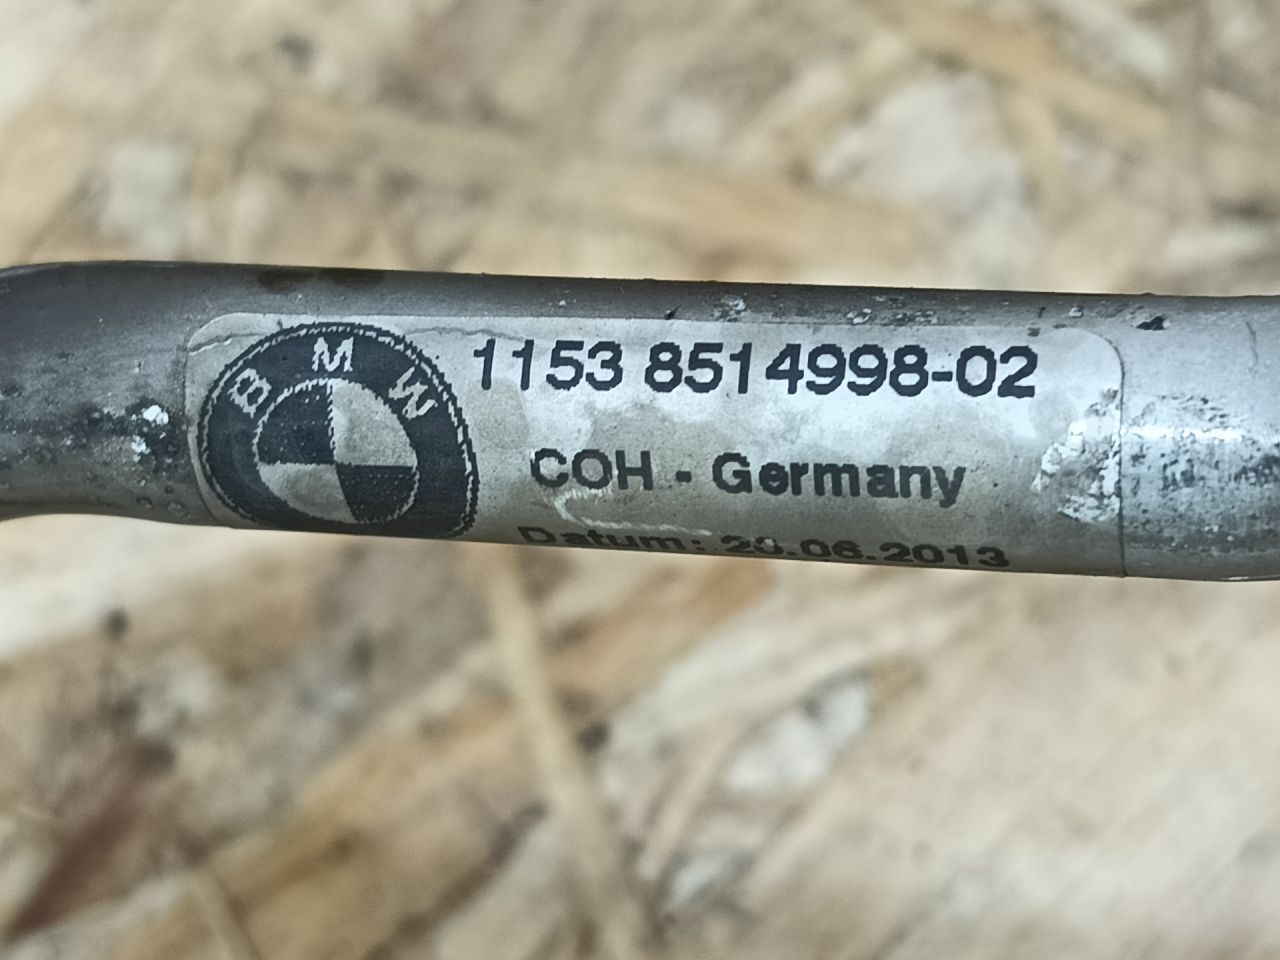 BMW
1153 8514998-02
COH - Germany
Datum: 20.06.2013